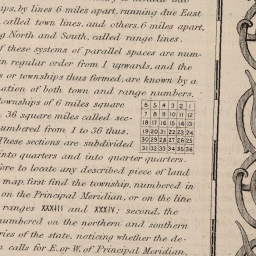 ips, by lines 6 miles apart, running due East
called town lines, and others, 6 miles apart,
g North and South, called range lines.
f these systems of parallel spaces are num-
in regular order from 1 upwards, and the
s or townships thus formed, are known by a
ation of both town and range numbers.
ownships of 6 miles square
36 square miles called sec-
umbered from 1 to 36 thus:
These sections are subdivided
into quarters and into quarter quarters.
6 5 4 3 2 1
7 8 9 10 11 12
18 17 16 15 14 13
19 20 21 22 23 24
30 29 28 27 26 25
31 32 33 34 35 36
ore to locate any described piece of land
map, first find the township, numbered in
on the Principal Meridian, or on the line
ranges XXXIII and XXXIV; second, the
umbered on the northern and southern
ries of the state, noticing whether the de-
n calls for E. or W. of Principal Meridian,